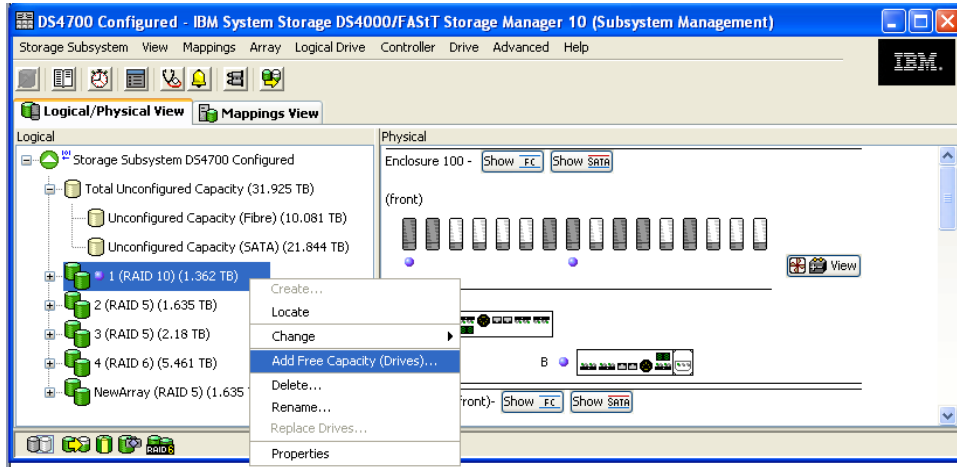 DS4700 Configured - IBM System Storage DS4000/FAStT Storage Manager 10 (Subsystem Management)
Storage Subsystem View Mappings Array Logical Drive Controller Drive Advanced Help
IBM.
Logical/Physical View Mappings View
Logical Physical
Storage Subsystem DS4700 Configured
Enclosure 100 - Show FC Show SATA
Total Unconfigured Capacity (31.925 TB)
(front)
Unconfigured Capacity (Fibre) (10.081 TB)
Unconfigured Capacity (SATA) (21.844 TB)
View
1 (RAID 10) (1.362 TB)
Create...
2 (RAID 5) (1.635 TB)
Locate
3 (RAID 5) (2.18 TB)
Change
4 (RAID 6) (5.461 TB)
Add Free Capacity (Drives)...
B
Delete...
NewArray (RAID 5) (1.635
ront)- Show FC Show SATA
Rename...
Replace Drives...
RAID6
Properties